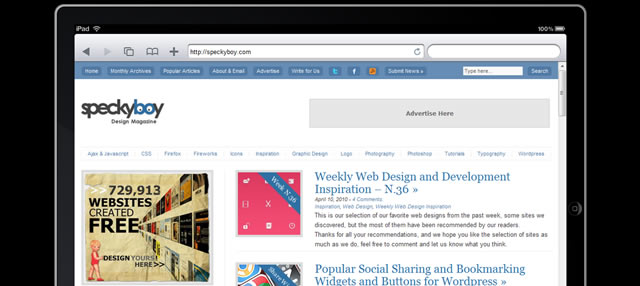 iPad
100%
http://speckyboy.com
Home Monthly Archives Popular Articles About & Email Advertise Write for Us Submit News » Type here... Search
speckyboy
Design Magazine
Advertise Here
Ajax & Javascript CSS Firefox Fireworks Icons Inspiration Graphic Design Logo Photography Photoshop Tutorials Typography Wordpress
>> 729,913
WEBSITES
CREATED
FREE
DESIGN YOURS!
HERE >>
Week N.36
Weekly Web Design and Development
Inspiration – N.36 »
April 10, 2010 - 4 Comments.
Inspiration, Web Design, Weekly Web Design Inspiration
This is our selection of our favorite web designs from the past week, some sites we
discovered, but the most of them have been recommended by our readers.
Thanks for all your recommendations, and we hope you like the selection of sites as
much as we do, feel free to comment and let us know what you think.
Popular Social Sharing and Bookmarking
Widgets and Buttons for Wordpress »